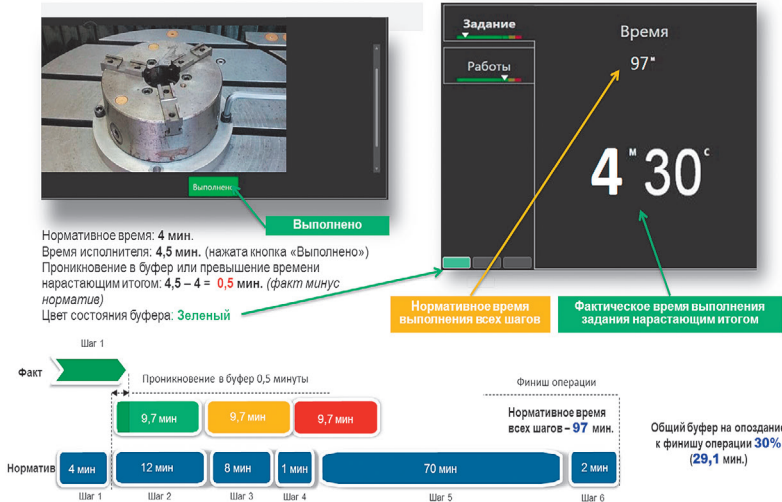 Задание
Работы
Время
97м
4м 30с
Выполнено
Выполнено
Нормативное время: 4 мин.
Время исполнителя: 4,5 мин. (нажата кнопка «Выполнено»)
Проникновение в буфер или превышение времени
нарастающим итогом: 4,5 – 4 = 0,5 мин. (факт минус
норматив)
Цвет состояния буфера: Зеленый
Нормативное время
выполнения всех шагов
Фактическое время выполнения
задания нарастающим итогом
Шаг 1
Факт
Проникновение в буфер 0,5 минуты
Финиш операции
9,7 мин
9,7 мин
9,7 мин
Нормативное время
всех шагов – 97 мин.
Общий буфер на опоздание
к финишу операции 30%
(29,1 мин.)
Норматив
4 мин
12 мин
8 мин
1 мин
70 мин
2 мин
Шаг 1
Шаг 2
Шаг 3
Шаг 4
Шаг 5
Шаг 6